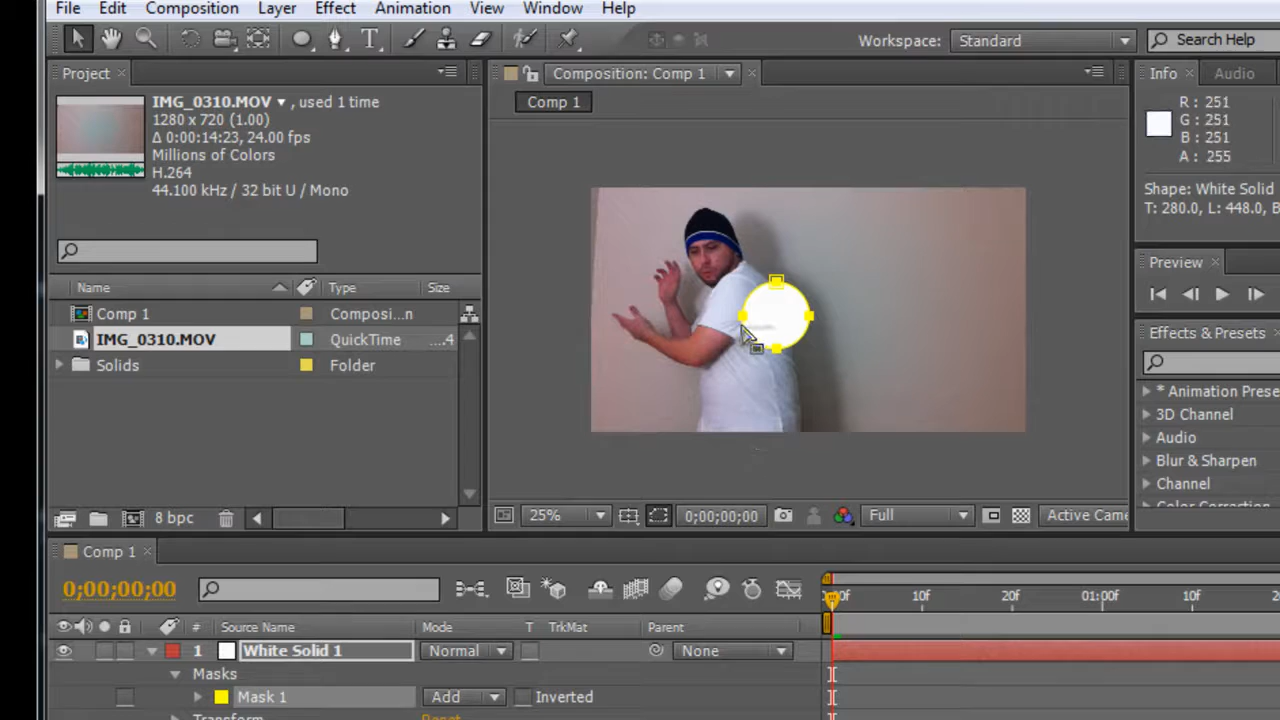 File Edit Composition Layer Effect Animation View Window Help
Workspace: Standard Search Help
Project
IMG_0310.MOV , used 1 time
1280 x 720 (1.00)
Δ 0:00:14:23, 24.00 fps
Millions of Colors
H.264
44.100 kHz / 32 bit U / Mono
Name Type Size
Comp 1 Composi...n
IMG_0310.MOV QuickTime ....4
Solids Folder
8 bpc
Composition: Comp 1
Comp 1
25% 0;00;00;00 Full Active Came
Info Audio
R : 251
G : 251
B : 251
A : 255
Shape: White Solid
T: 280.0, L: 448.0, B
Preview
Effects & Presets
* Animation Prese
3D Channel
Audio
Blur & Sharpen
Channel
Color Correction
Comp 1
0;00;00;00
10f 20f 01:00f 10f
# Source Name Mode T TrkMat Parent
1 White Solid 1 Normal None
Masks
Mask 1 Add Inverted
Transform Reset